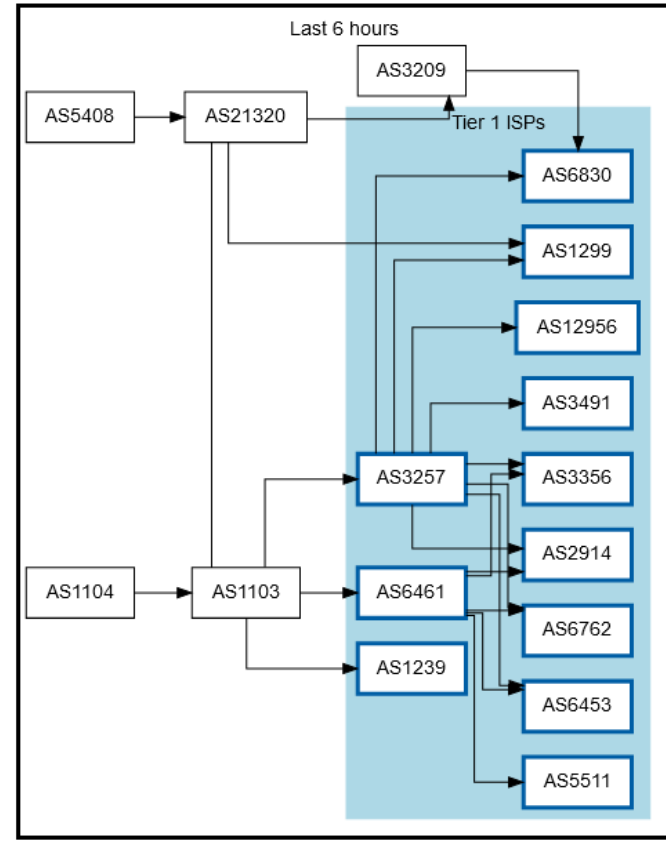 Last 6 hours
AS3209
AS5408
AS21320
Tier 1 ISPs
AS6830
AS1299
AS12956
AS3491
AS3257
AS3356
AS2914
AS1104
AS1103
AS6461
AS6762
AS1239
AS6453
AS5511